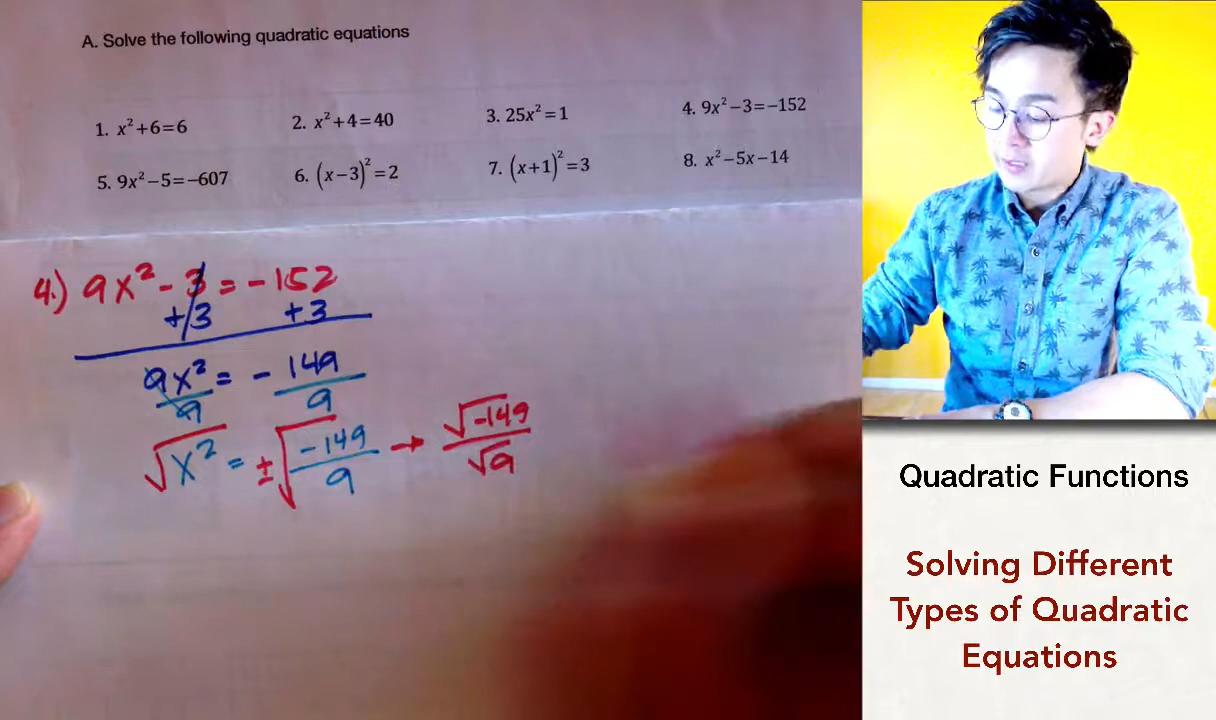 A. Solve the following quadratic equations
1. x²+6=6 2. x²+4=40 3. 25x²=1 4. 9x²−3=−152
5. 9x²−5=−607 6. (x−3)²=2 7. (x+1)²=3 8. x²−5x−14
4.) 9x² - 3 = - 152
+3 +3
9x²/9 = - 149/9
√x² = ±√(-149/9) → √-149/√9
Quadratic Functions
Solving Different
Types of Quadratic
Equations